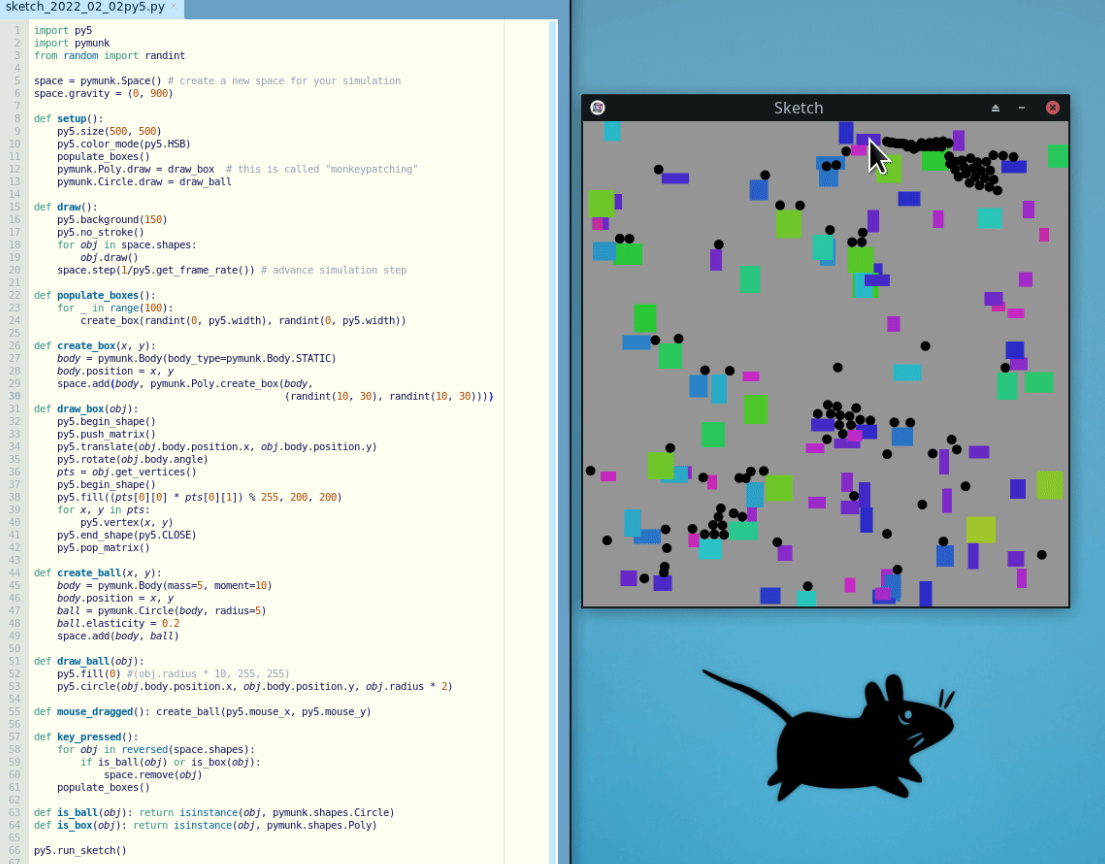 sketch_2022_02_02py5.py ×
1 import py5
2 import pymunk
3 from random import randint
4
5 space = pymunk.Space() # create a new space for your simulation
6 space.gravity = (0, 900)
7
8 def setup():
9     py5.size(500, 500)
10     py5.color_mode(py5.HSB)
11     populate_boxes()
12     pymunk.Poly.draw = draw_box  # this is called "monkeypatching"
13     pymunk.Circle.draw = draw_ball
14
15 def draw():
16     py5.background(150)
17     py5.no_stroke()
18     for obj in space.shapes:
19         obj.draw()
20     space.step(1/py5.get_frame_rate()) # advance simulation step
21
22 def populate_boxes():
23     for _ in range(100):
24         create_box(randint(0, py5.width), randint(0, py5.width))
25
26 def create_box(x, y):
27     body = pymunk.Body(body_type=pymunk.Body.STATIC)
28     body.position = x, y
29     space.add(body, pymunk.Poly.create_box(body,
30                                            (randint(10, 30), randint(10, 30))))
31 def draw_box(obj):
32     py5.begin_shape()
33     py5.push_matrix()
34     py5.translate(obj.body.position.x, obj.body.position.y)
35     py5.rotate(obj.body.angle)
36     pts = obj.get_vertices()
37     py5.begin_shape()
38     py5.fill((pts[0][0] * pts[0][1]) % 255, 200, 200)
39     for x, y in pts:
40         py5.vertex(x, y)
41     py5.end_shape(py5.CLOSE)
42     py5.pop_matrix()
43
44 def create_ball(x, y):
45     body = pymunk.Body(mass=5, moment=10)
46     body.position = x, y
47     ball = pymunk.Circle(body, radius=5)
48     ball.elasticity = 0.2
49     space.add(body, ball)
50
51 def draw_ball(obj):
52     py5.fill(0) #(obj.radius * 10, 255, 255)
53     py5.circle(obj.body.position.x, obj.body.position.y, obj.radius * 2)
54
55 def mouse_dragged(): create_ball(py5.mouse_x, py5.mouse_y)
56
57 def key_pressed():
58     for obj in reversed(space.shapes):
59         if is_ball(obj) or is_box(obj):
60             space.remove(obj)
61     populate_boxes()
62
63 def is_ball(obj): return isinstance(obj, pymunk.shapes.Circle)
64 def is_box(obj): return isinstance(obj, pymunk.shapes.Poly)
65
66 py5.run_sketch()
67
Sketch